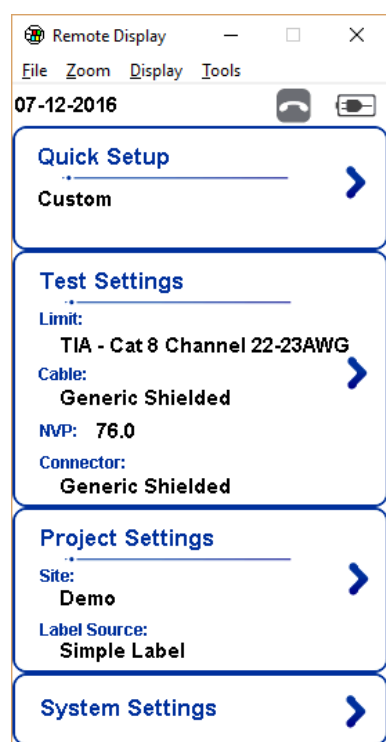 Remote Display
File Zoom Display Tools
07-12-2016
Quick Setup
Custom
Test Settings
Limit:
TIA - Cat 8 Channel 22-23AWG
Cable:
Generic Shielded
NVP: 76.0
Connector:
Generic Shielded
Project Settings
Site:
Demo
Label Source:
Simple Label
System Settings